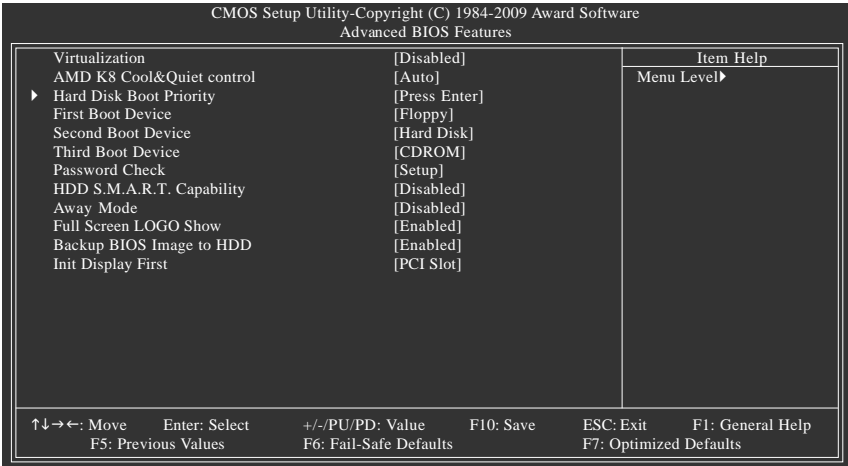 CMOS Setup Utility-Copyright (C) 1984-2009 Award Software
Advanced BIOS Features
Virtualization [Disabled]
AMD K8 Cool&Quiet control [Auto]
Hard Disk Boot Priority [Press Enter]
First Boot Device [Floppy]
Second Boot Device [Hard Disk]
Third Boot Device [CDROM]
Password Check [Setup]
HDD S.M.A.R.T. Capability [Disabled]
Away Mode [Disabled]
Full Screen LOGO Show [Enabled]
Backup BIOS Image to HDD [Enabled]
Init Display First [PCI Slot]
Item Help
Menu Level
↑↓→←: Move Enter: Select +/-/PU/PD: Value F10: Save ESC: Exit F1: General Help
F5: Previous Values F6: Fail-Safe Defaults F7: Optimized Defaults